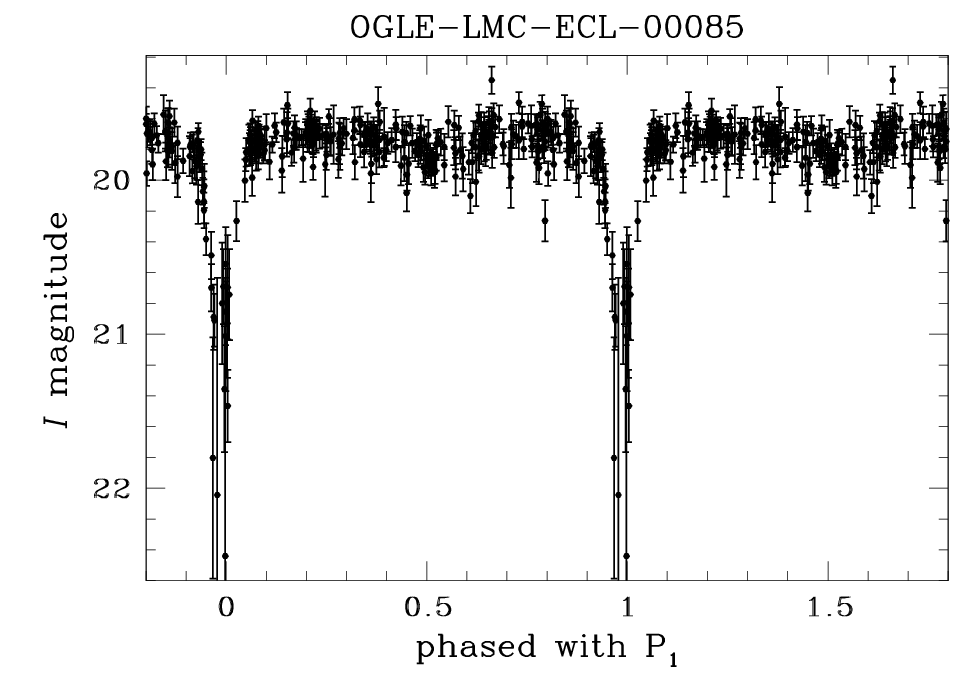 OGLE-LMC-ECL-00085
20
21
22
I magnitude
0 0.5 1 1.5
phased with P₁